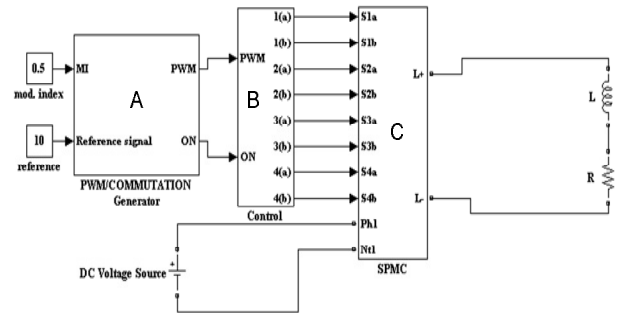 0.5
mod. index
10
reference
MI
PWM
A
Reference signal
ON
PWM/COMMUTATION
Generator
PWM
B
ON
1(a)
1(b)
2(a)
2(b)
3(a)
3(b)
4(a)
4(b)
Control
S1a
S1b
S2a
S2b
S3a
S3b
S4a
S4b
Ph1
Nt1
C
L+
L-
SPMC
L
R
DC Voltage Source
+
-